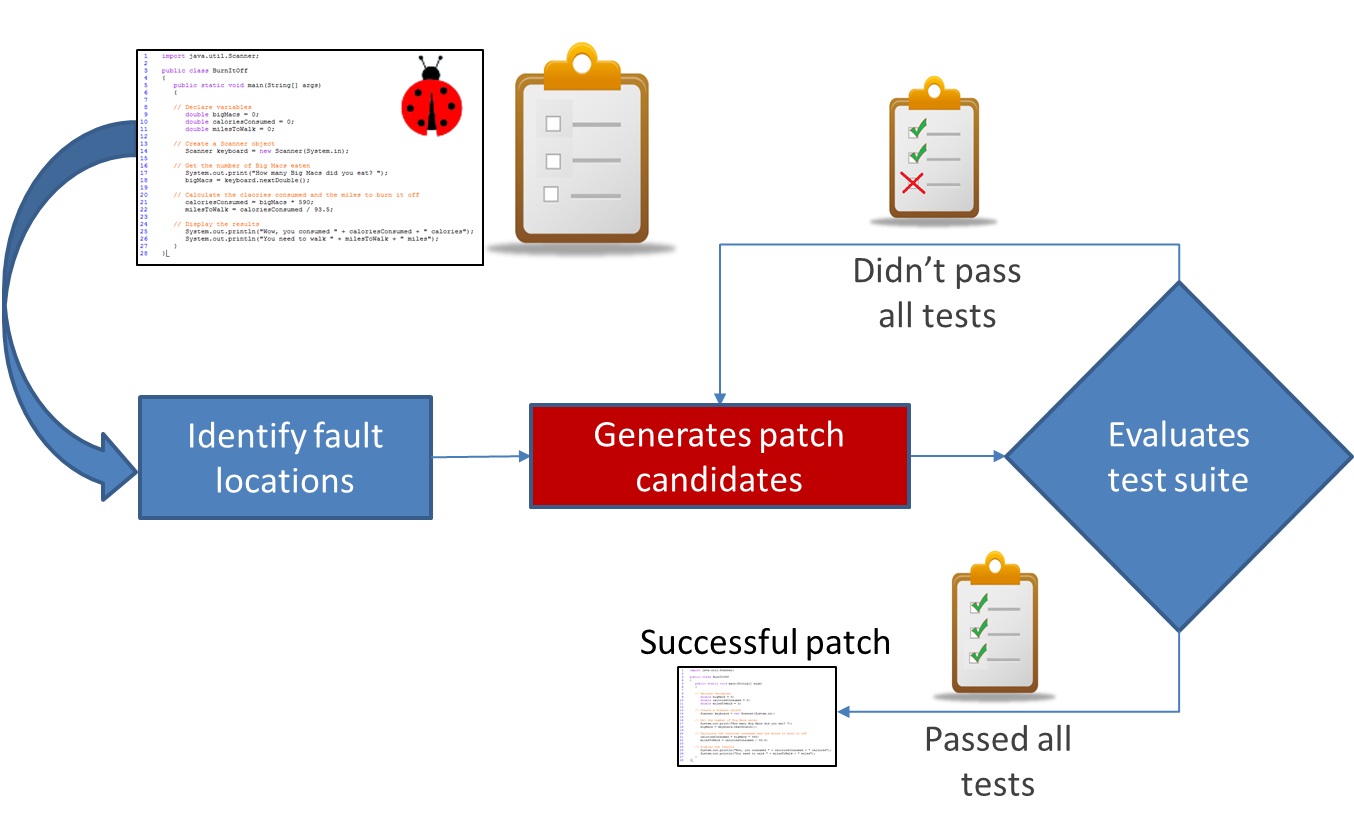 1 import java.util.Scanner;
2
3 public class BurnItOff
4 {
5 public static void main(String[] args)
6 {
7
8 // Declare variables
9 double bigMacs = 0;
10 double caloriesConsumed = 0;
11 double milesToWalk = 0;
12
13 // Create a Scanner object
14 Scanner keyboard = new Scanner(System.in);
15
16 // Get the number of Big Macs eaten
17 System.out.print("How many Big Macs did you eat? ");
18 bigMacs = keyboard.nextDouble();
19
20 // Calculate the claories consumed and the miles to burn it off
21 caloriesConsumed = bigMacs * 590;
22 milesToWalk = caloriesConsumed / 93.5;
23
24 // Display the results
25 System.out.println("Wow, you consumed " + caloriesConsumed + " calories");
26 System.out.println("You need to walk " + milesToWalk + " miles");
27 }
28 }
Didn't pass
all tests
Identify fault
locations
Generates patch
candidates
Evaluates
test suite
Successful patch
Passed all
tests